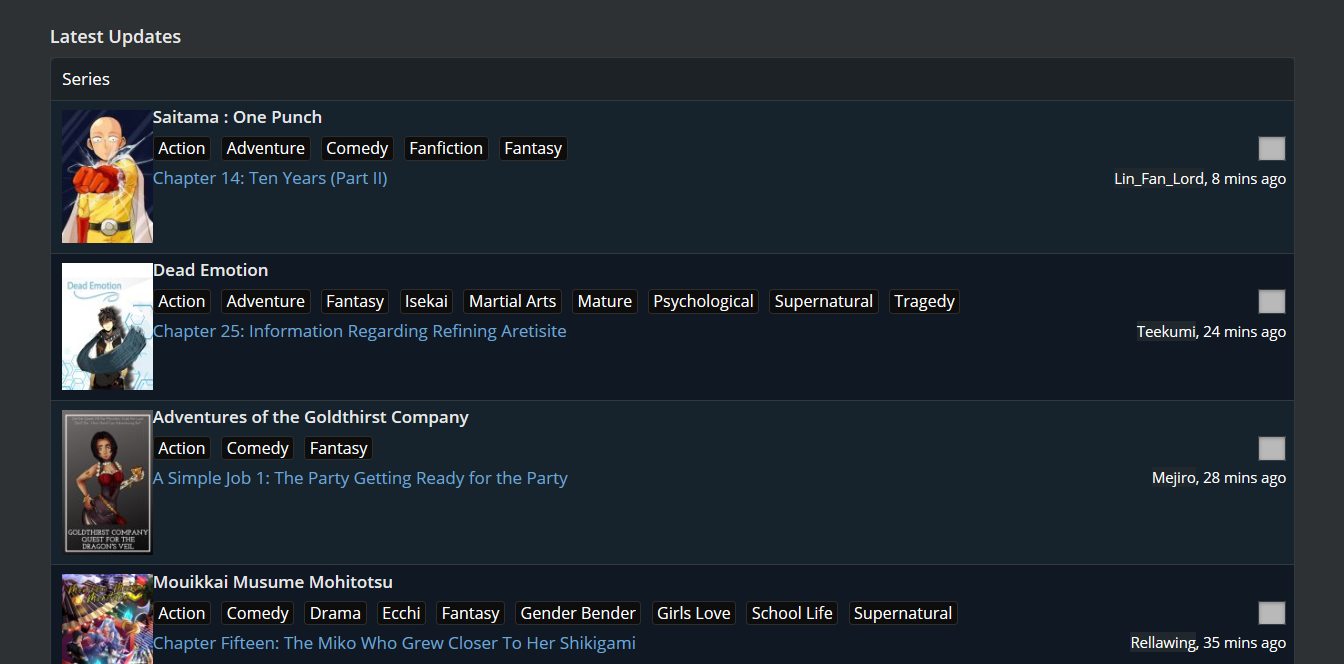 Latest Updates
Series
Saitama : One Punch
Action Adventure Comedy Fanfiction Fantasy
Chapter 14: Ten Years (Part II)
Lin_Fan_Lord, 8 mins ago
Dead Emotion
Dead Emotion
Action Adventure Fantasy Isekai Martial Arts Mature Psychological Supernatural Tragedy
Chapter 25: Information Regarding Refining Aretisite
Teekumi, 24 mins ago
Adventures of the Goldthirst Company
Action Comedy Fantasy
A Simple Job 1: The Party Getting Ready for the Party
Mejiro, 28 mins ago
GOLDTHIRST COMPANY
QUEST FOR THE
DRAGON'S VEIL
Mouikkai Musume Mohitotsu
Action Comedy Drama Ecchi Fantasy Gender Bender Girls Love School Life Supernatural
Chapter Fifteen: The Miko Who Grew Closer To Her Shikigami
Rellawing, 35 mins ago